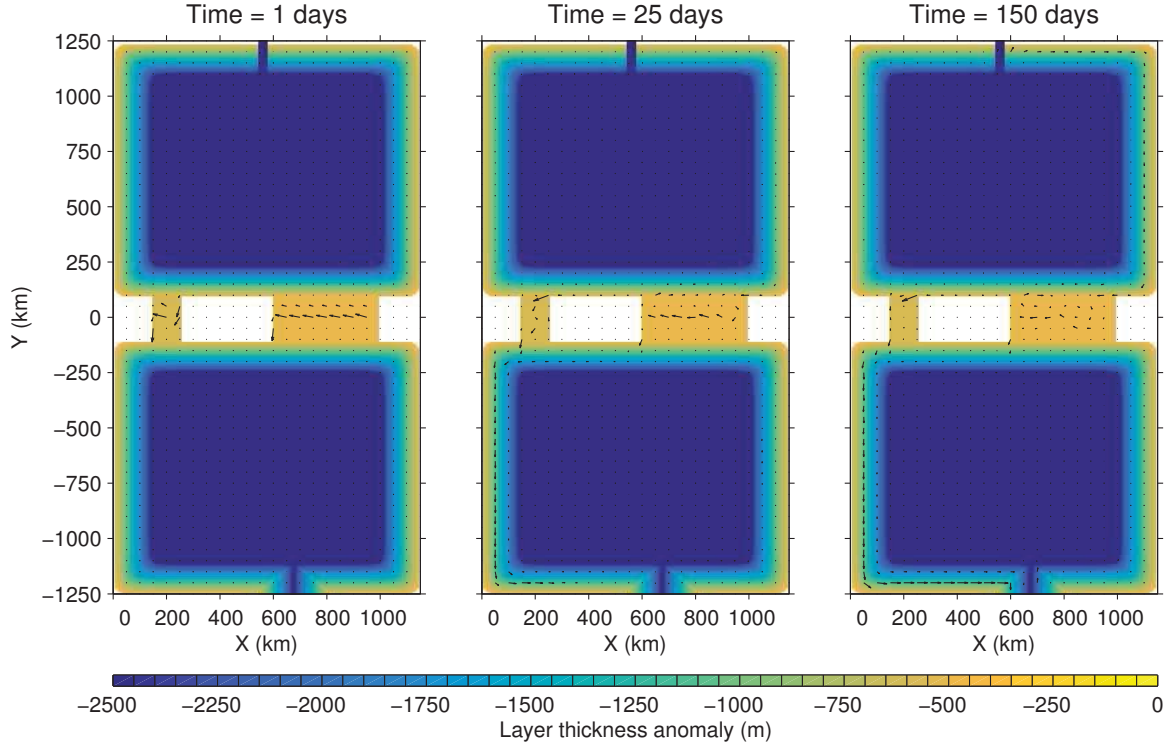 Time = 1 days
Time = 25 days
Time = 150 days
1250
1000
750
500
250
0
−250
−500
−750
−1000
−1250
Y (km)
0 200 400 600 800 1000
0 200 400 600 800 1000
0 200 400 600 800 1000
X (km)
X (km)
X (km)
−2500 −2250 −2000 −1750 −1500 −1250 −1000 −750 −500 −250 0
Layer thickness anomaly (m)